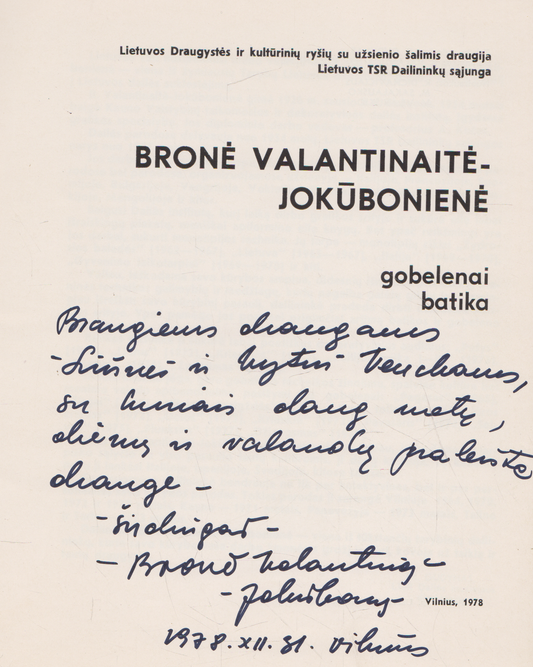 Lietuvos Draugystės ir kultūrinių ryšių su užsienio šalimis draugija
Lietuvos TSR Dailininkų sąjunga
BRONĖ VALANTINAITĖ-
JOKŪBONIENĖ
gobelenai
batika
Brangiems draugams
ir Venckams,
su kuriais daug metų,
dienų ir valandų praleista
drauge –
– širdingai –
– Bronė Valantinaitė-
– Jokūbonienė
Vilnius, 1978
1978.XII.31. Vilnius